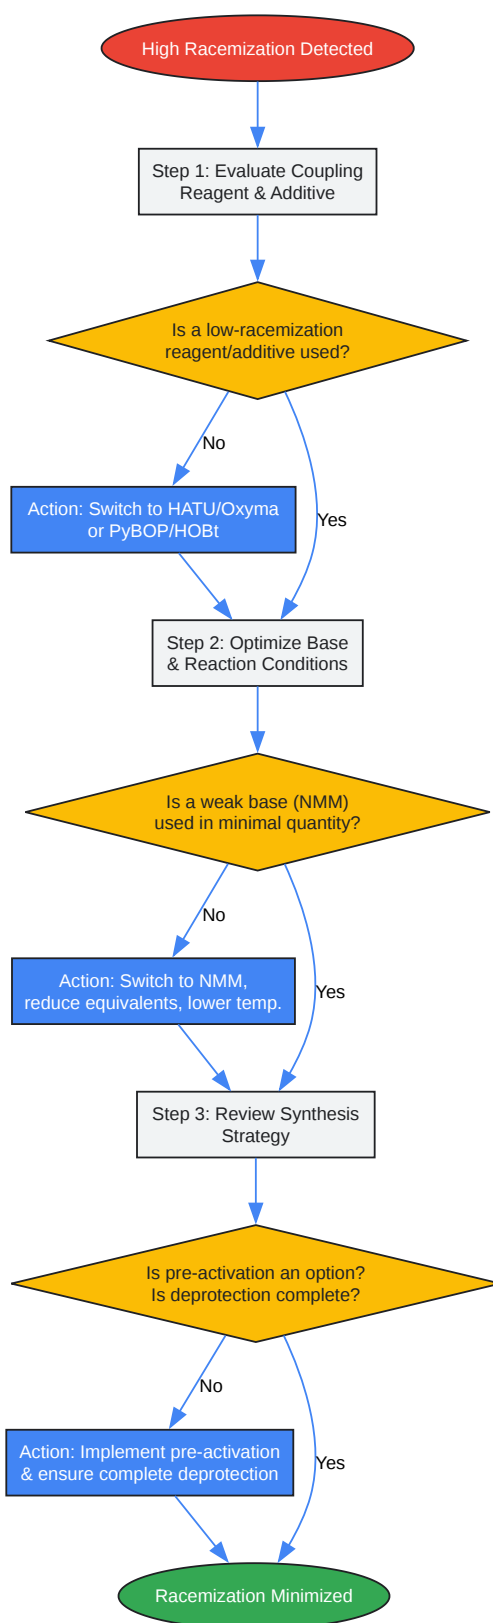 High Racemization Detected
Step 1: Evaluate Coupling
Reagent & Additive
Is a low-racemization
reagent/additive used?
No
Action: Switch to HATU/Oxyma
or PyBOP/HOBt
Yes
Step 2: Optimize Base
& Reaction Conditions
Is a weak base (NMM)
used in minimal quantity?
No
Action: Switch to NMM,
reduce equivalents, lower temp.
Yes
Step 3: Review Synthesis
Strategy
Is pre-activation an option?
Is deprotection complete?
No
Action: Implement pre-activation
& ensure complete deprotection
Yes
Racemization Minimized